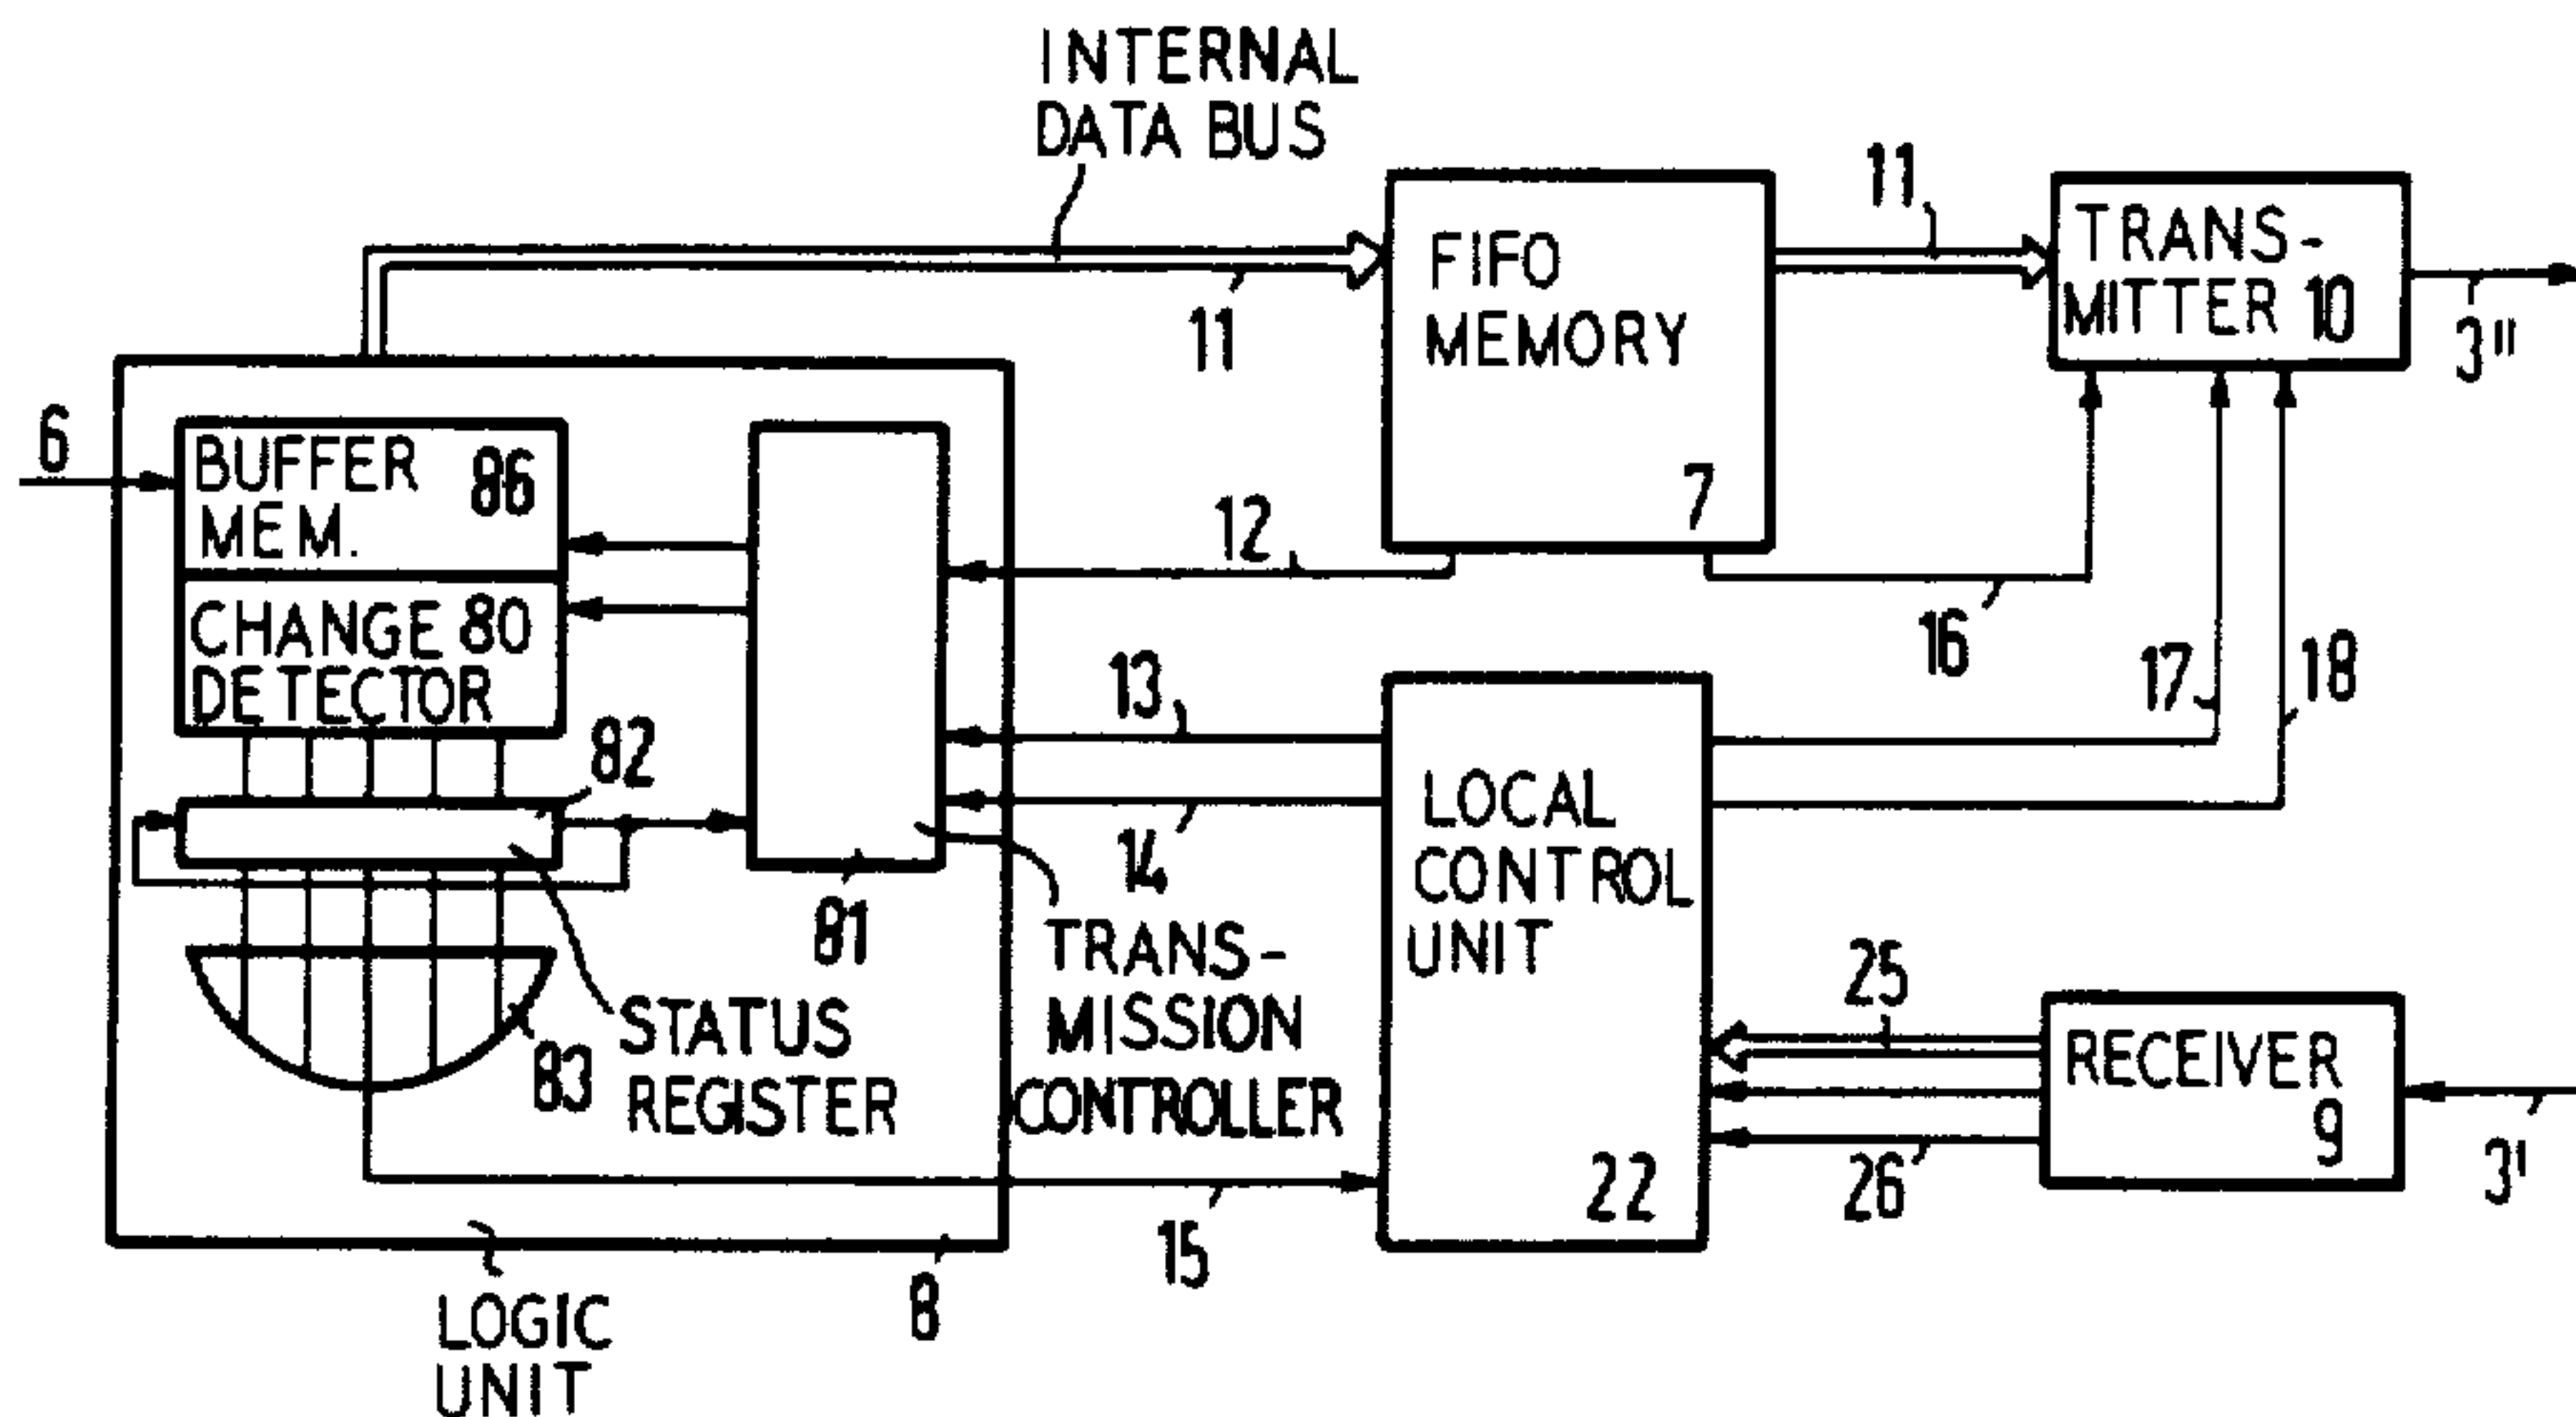 INTERNAL
DATA BUS
11
11
FIFO
MEMORY
7
TRANS-
MITTER 10
3"
6
BUFFER
MEM.
86
CHANGE 80
DETECTOR
82
81
83
STATUS
REGISTER
TRANS-
MISSION
CONTROLLER
12
13
14
15
16
17
18
LOCAL
CONTROL
UNIT
22
25
26
RECEIVER
9
3'
8
LOGIC
UNIT